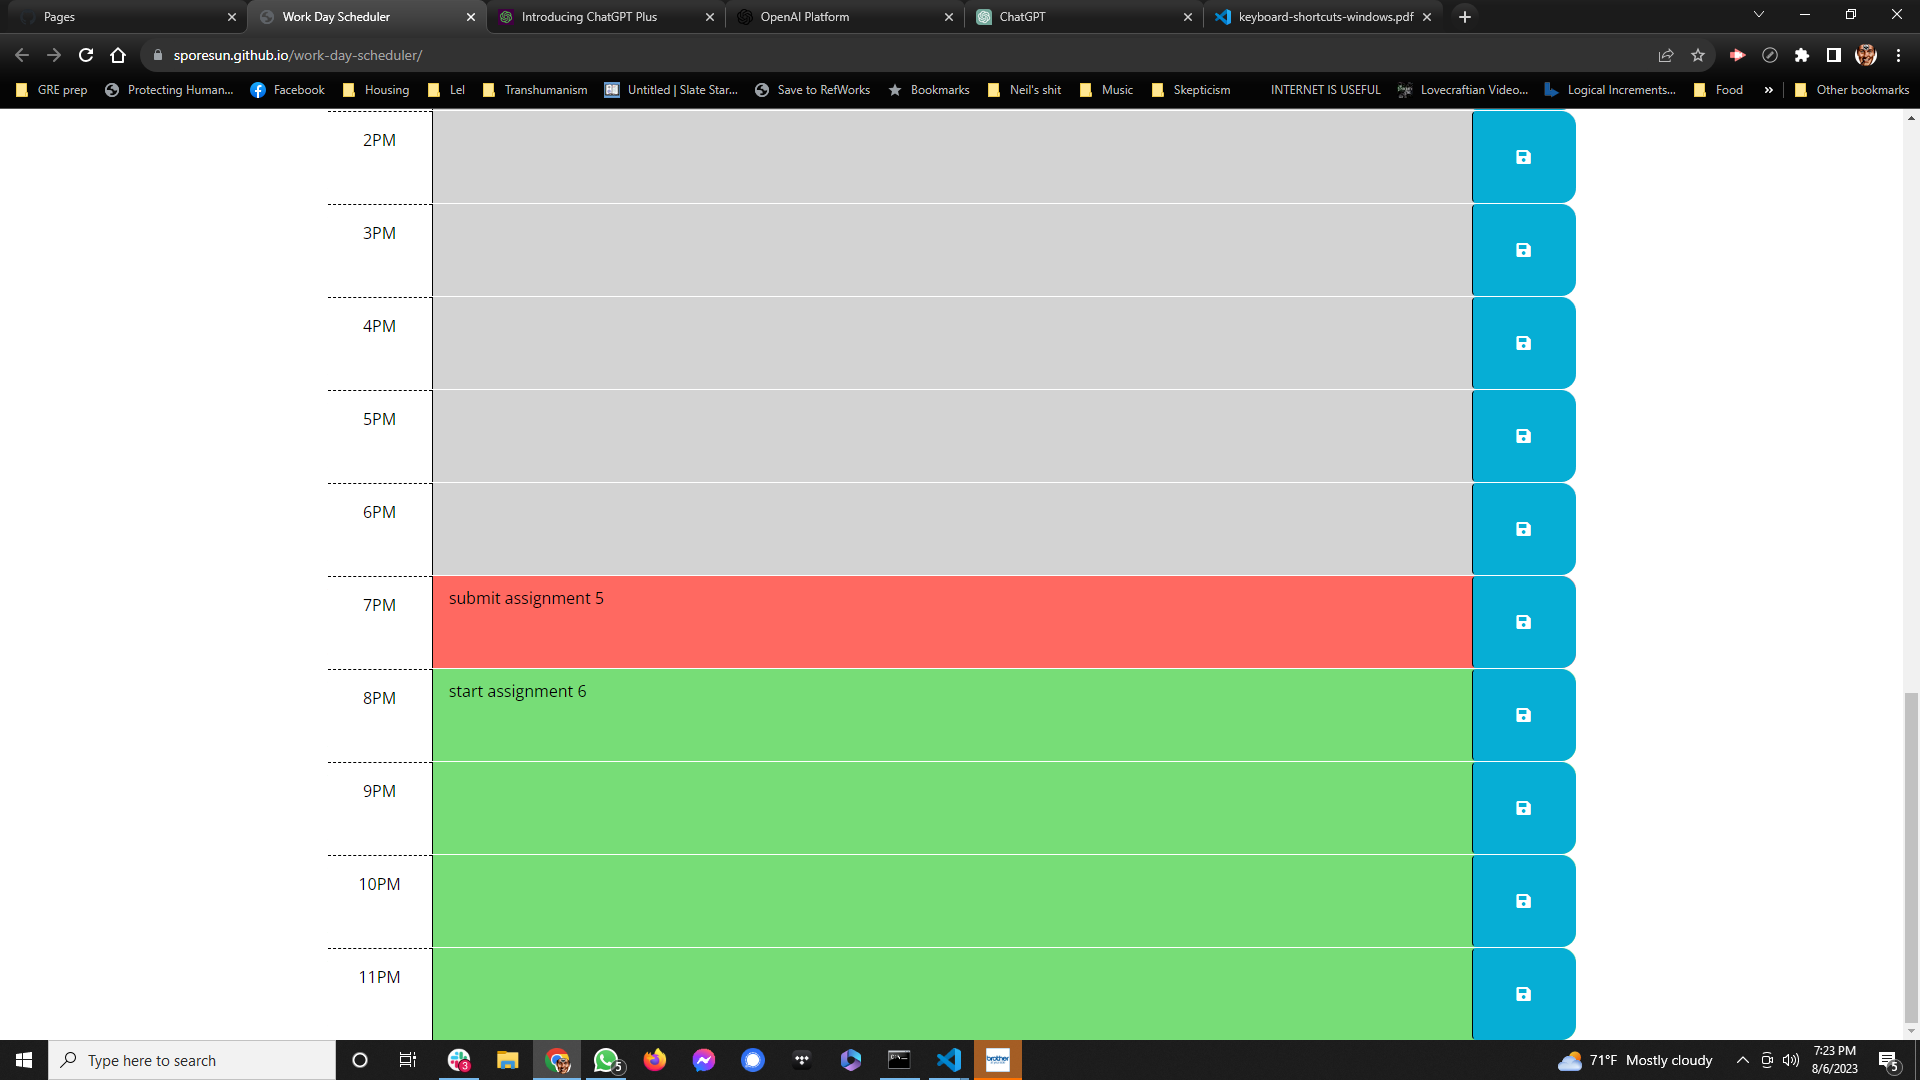 Pages
Work Day Scheduler
Introducing ChatGPT Plus
OpenAI Platform
ChatGPT
keyboard-shortcuts-windows.pdf
sporesun.github.io/work-day-scheduler/
GRE prep
Protecting Human...
Facebook
Housing
Lel
Transhumanism
Untitled | Slate Star...
Save to RefWorks
Bookmarks
Neil's shit
Music
Skepticism
INTERNET IS USEFUL
Lovecraftian Video...
Logical Increments...
Food
»
Other bookmarks
2PM
3PM
4PM
5PM
6PM
7PM
submit assignment 5
8PM
start assignment 6
9PM
10PM
11PM
Type here to search
3
5
brother
71°F Mostly cloudy
7:23 PM
8/6/2023
5